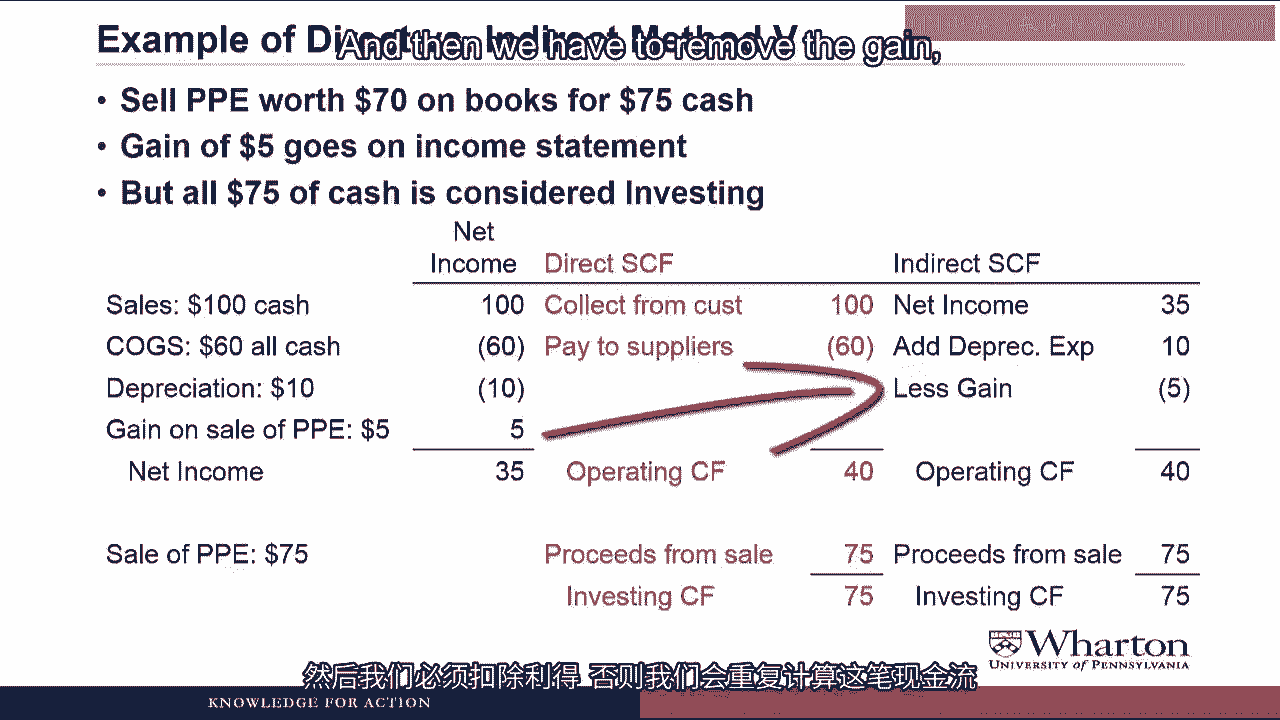 Example of Direct vs. Indirect Method V
And then we have to remove the gain,
• Sell PPE worth $70 on books for $75 cash
• Gain of $5 goes on income statement
• But all $75 of cash is considered Investing
Net
Income Direct SCF Indirect SCF
Sales: $100 cash 100 Collect from cust 100 Net Income 35
COGS: $60 all cash (60) Pay to suppliers (60) Add Deprec. Exp 10
Depreciation: $10 (10) Less Gain (5)
Gain on sale of PPE: $5 5
Net Income 35 Operating CF 40 Operating CF 40
Sale of PPE: $75 Proceeds from sale 75 Proceeds from sale 75
Investing CF 75 Investing CF 75
Wharton
UNIVERSITY of PENNSYLVANIA
然后我们必须扣除利得 否则我们会重复计算这笔现金流
KNOWLEDGE FOR ACTION